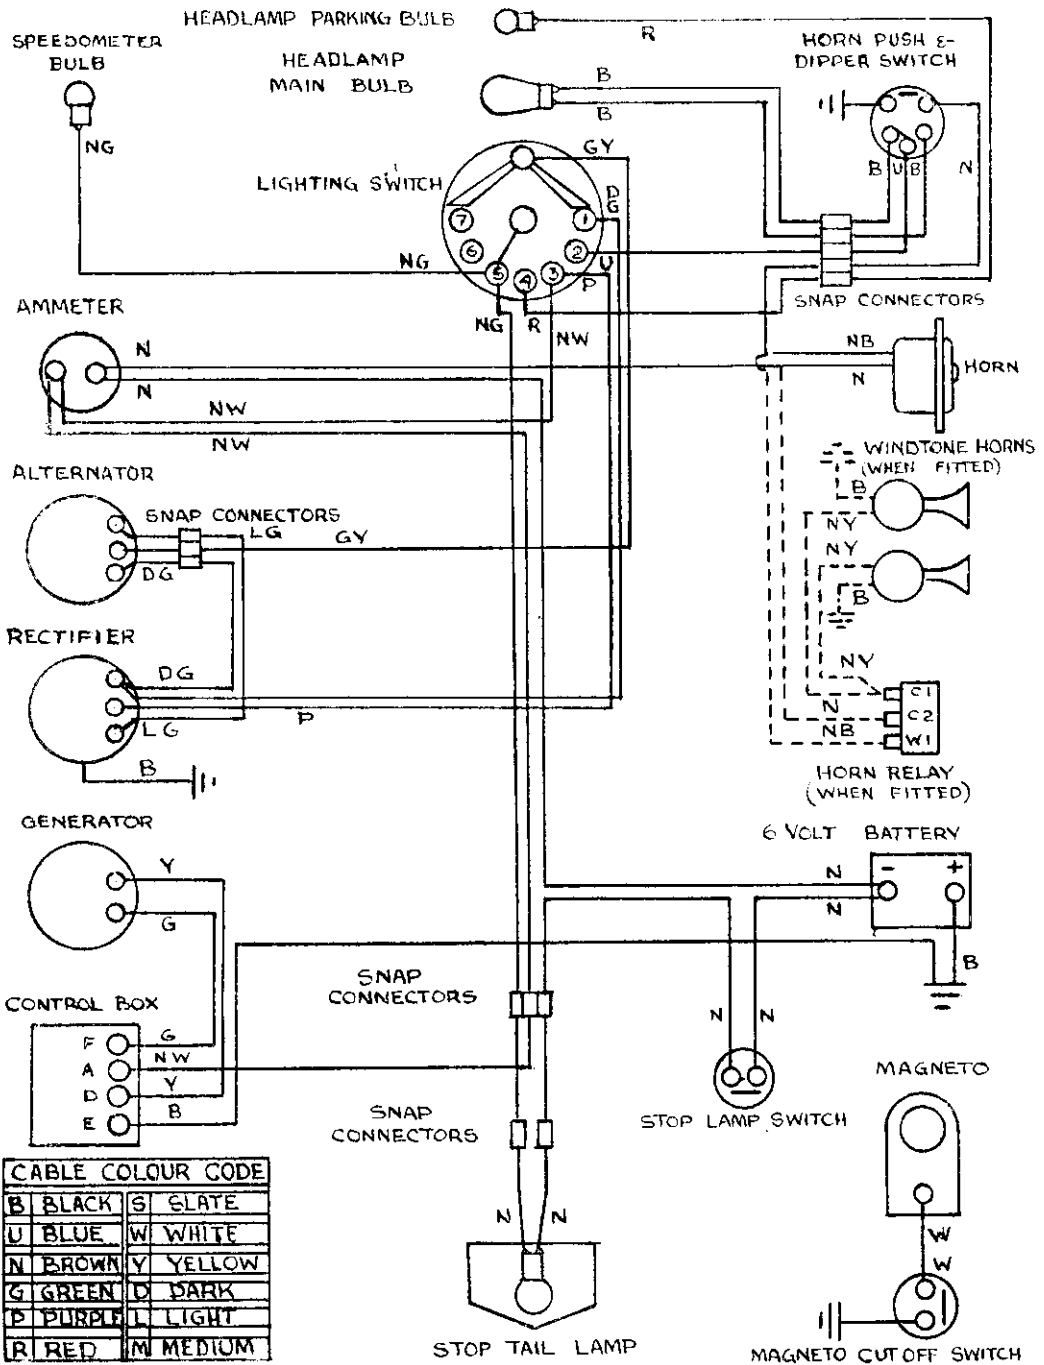 HEADLAMP PARKING BULB
R
SPEEDOMETER
BULB
HEADLAMP
MAIN BULB
B
B
HORN PUSH &
DIPPER SWITCH
NG
GY
B U B
N
LIGHTING SWITCH
DG
7
1
6
2
5
4
3
NG
U
P
NG
R
NW
SNAP CONNECTORS
AMMETER
N
N
NW
NW
NB
N
HORN
WINDTONE HORNS
(WHEN FITTED)
B
NY
NY
B
ALTERNATOR
SNAP CONNECTORS
LG
GY
DG
RECTIFIER
DG
P
LG
B
NY
N
NB
C1
C2
W1
HORN RELAY
(WHEN FITTED)
GENERATOR
Y
G
6 VOLT BATTERY
- +
N
N
B
SNAP
CONNECTORS
CONTROL BOX
F
G
NW
A
Y
D
B
E
N N
STOP LAMP SWITCH
SNAP
CONNECTORS
MAGNETO
W
W
MAGNETO CUT OFF SWITCH
N N
STOP TAIL LAMP
CABLE COLOUR CODE
B BLACK S SLATE
U BLUE W WHITE
N BROWN Y YELLOW
G GREEN D DARK
P PURPLE L LIGHT
R RED M MEDIUM